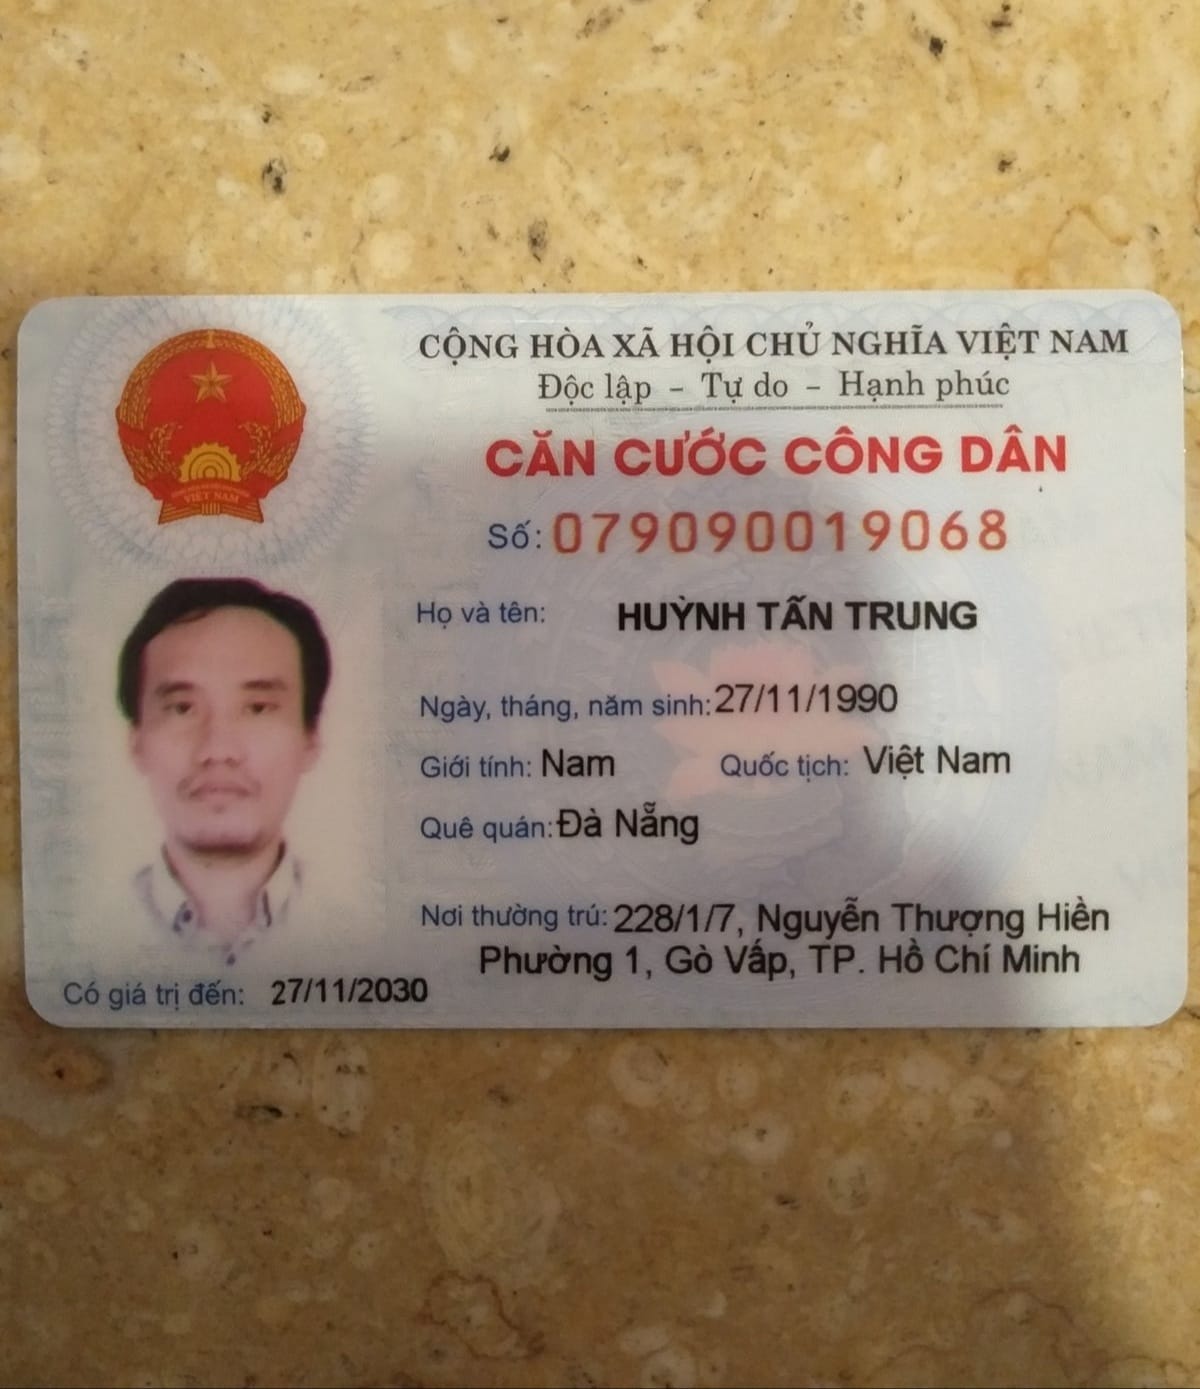 CỘNG HÒA XÃ HỘI CHỦ NGHĨA VIỆT NAM
Độc lập - Tự do - Hạnh phúc
CĂN CƯỚC CÔNG DÂN
Số: 079090019068
Họ và tên: HUỲNH TẤN TRUNG
Ngày, tháng, năm sinh: 27/11/1990
Giới tính: Nam Quốc tịch: Việt Nam
Quê quán: Đà Nẵng
Nơi thường trú: 228/1/7, Nguyễn Thượng Hiền
Phường 1, Gò Vấp, TP. Hồ Chí Minh
Có giá trị đến: 27/11/2030
VIỆT NAM